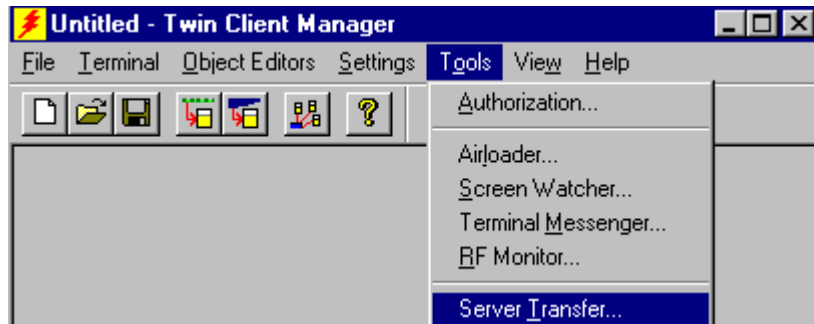 Untitled - Twin Client Manager
File Terminal Object Editors Settings Tools View Help
Authorization...
Airloader...
Screen Watcher...
Terminal Messenger...
RF Monitor...
Server Transfer...